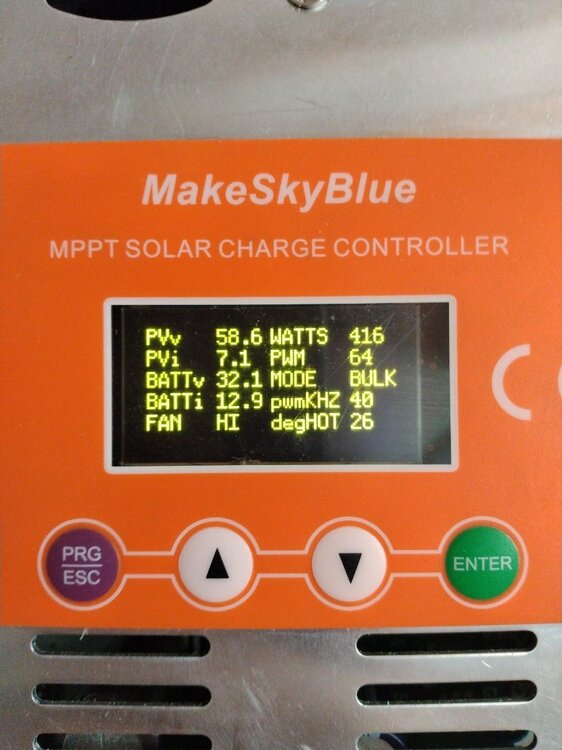 MakeSkyBlue
MPPT SOLAR CHARGE CONTROLLER
PVv 58.6 WATTS 416
PVi 7.1 PWM 64
BATTv 32.1 MODE BULK
BATTi 12.9 pwmKHZ 40
FAN HI degHOT 26
PRG
ESC
ENTER